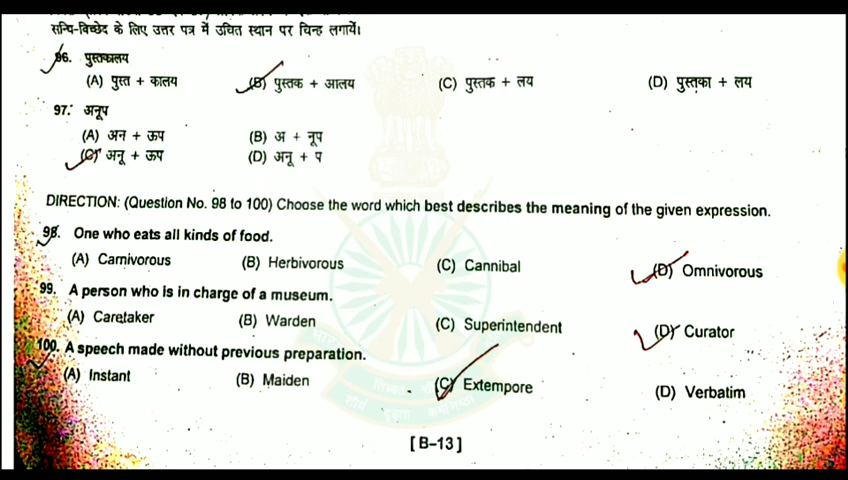 सन्धि-विच्छेद के लिए उत्तर पत्र में उचित स्थान पर चिन्ह लगायें।
96. पुस्तकालय
(A) पुस्त + कालय (B) पुस्तक + आलय (C) पुस्तक + लय (D) पुस्तका + लय
97. अनूप
(A) अन + ऊप (B) अ + नूप
(C) अनू + ऊप (D) अनू + प
DIRECTION: (Question No. 98 to 100) Choose the word which best describes the meaning of the given expression.
98. One who eats all kinds of food.
(A) Carnivorous (B) Herbivorous (C) Cannibal (D) Omnivorous
99. A person who is in charge of a museum.
(A) Caretaker (B) Warden (C) Superintendent (D) Curator
100. A speech made without previous preparation.
(A) Instant (B) Maiden (C) Extempore (D) Verbatim
[B-13]